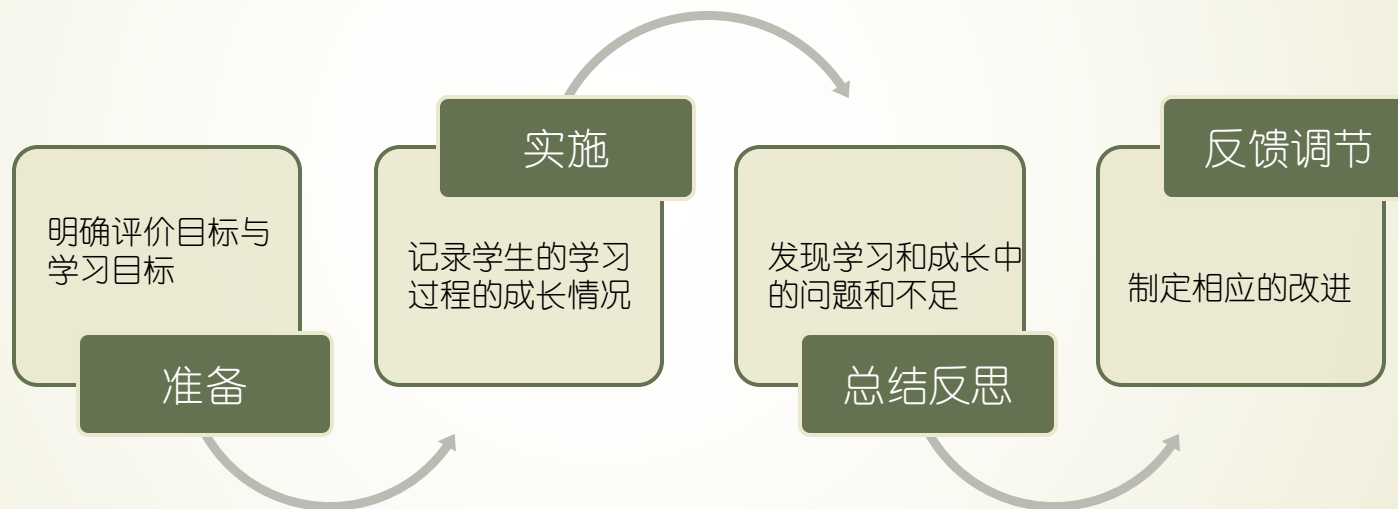 明确评价目标与
学习目标
准备
实施
记录学生的学习
过程的成长情况
发现学习和成长中
的问题和不足
总结反思
反馈调节
制定相应的改进